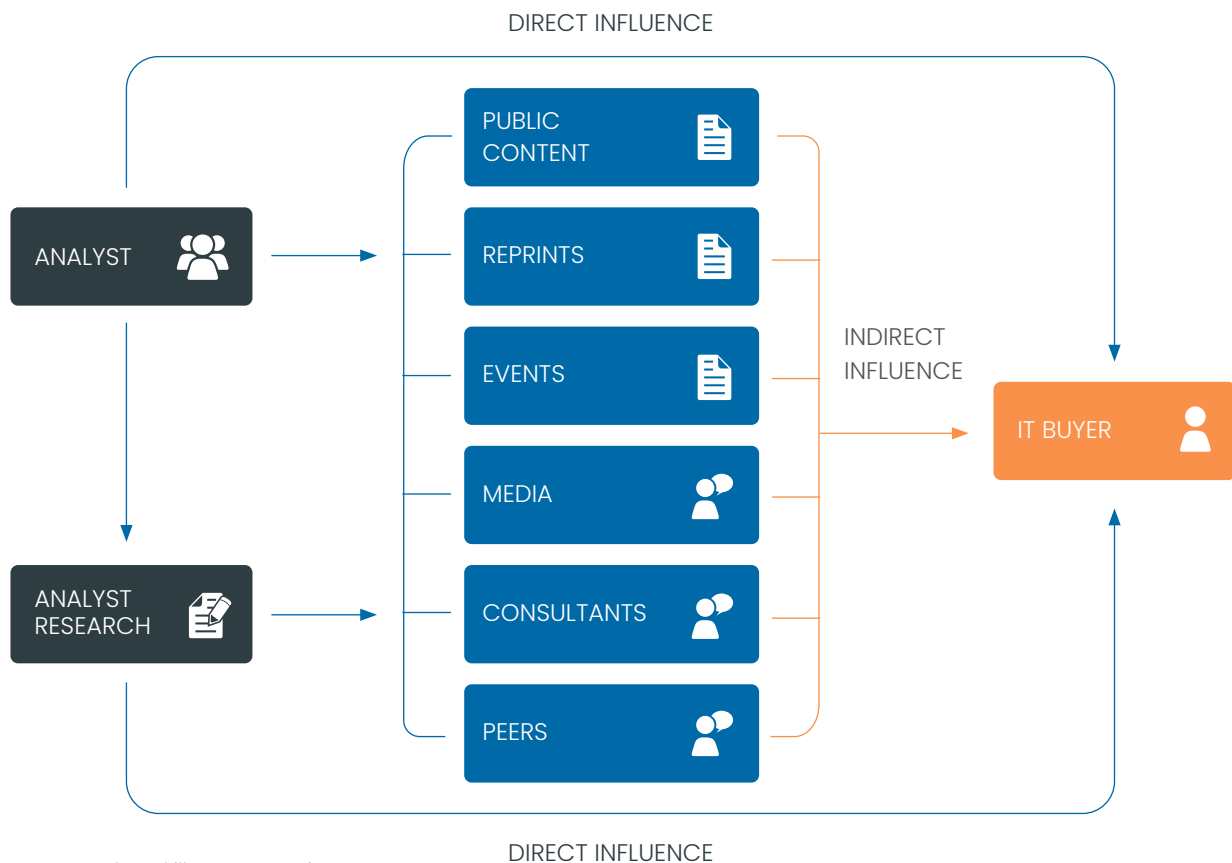 DIRECT INFLUENCE
PUBLIC
CONTENT
ANALYST
REPRINTS
EVENTS
INDIRECT
INFLUENCE
IT BUYER
MEDIA
ANALYST
RESEARCH
CONSULTANTS
PEERS
DIRECT INFLUENCE